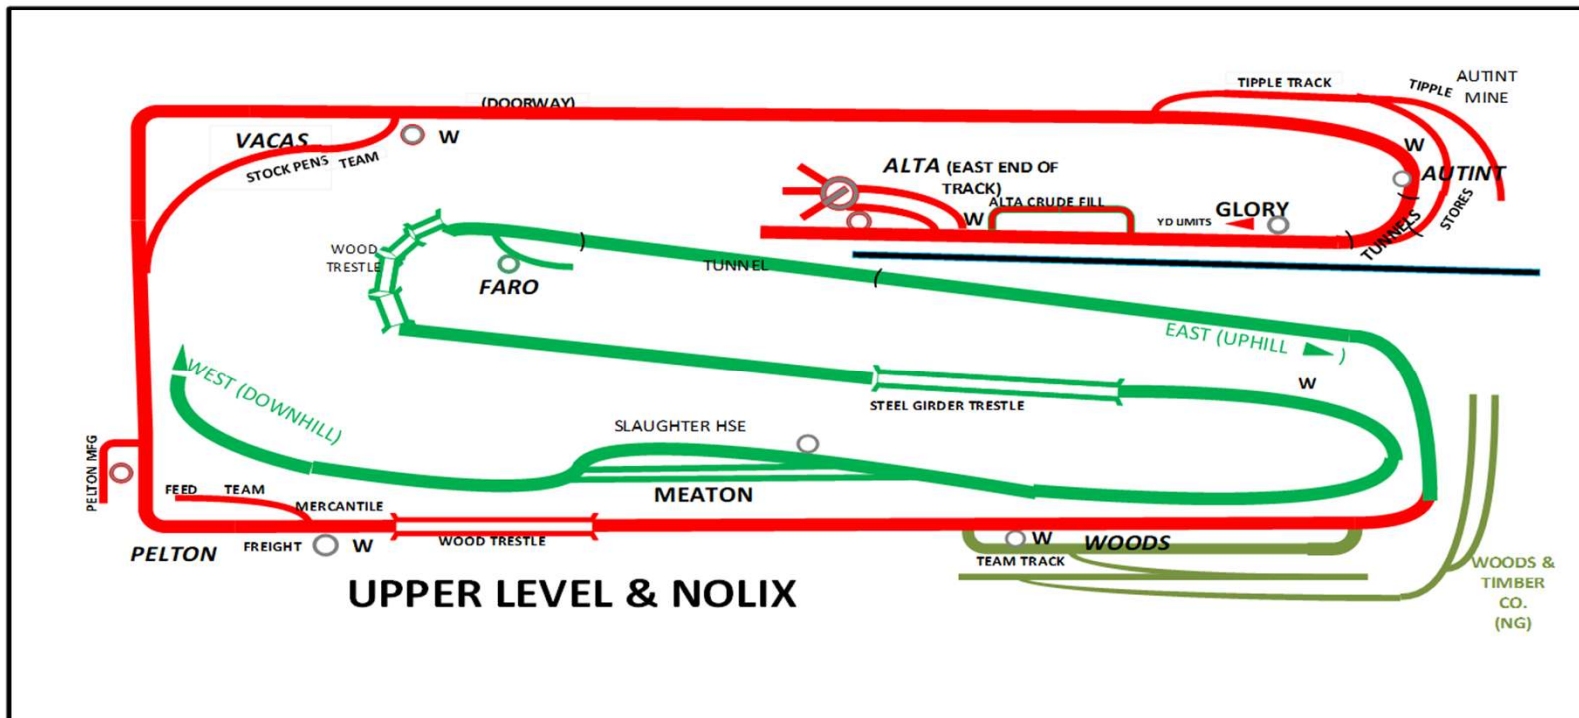 (DOORWAY)
TIPPLE TRACK
TIPPLE
AUTINT
MINE
VACAS
STOCK PENS
TEAM
W
W
AUTINT
STORES
TUNNELS
ALTA (EAST END OF
TRACK)
ALTA CRUDE FILL
W
YD LIMITS
GLORY
WOOD
TRESTLE
FARO
TUNNEL
EAST (UPHILL
)
W
WEST (DOWNHILL)
STEEL GIRDER TRESTLE
SLAUGHTER HSE
MEATON
PELTON MFG
FEED
TEAM
MERCANTILE
PELTON
FREIGHT
W
WOOD TRESTLE
W
WOODS
TEAM TRACK
WOODS &
TIMBER
CO.
(NG)
UPPER LEVEL & NOLIX